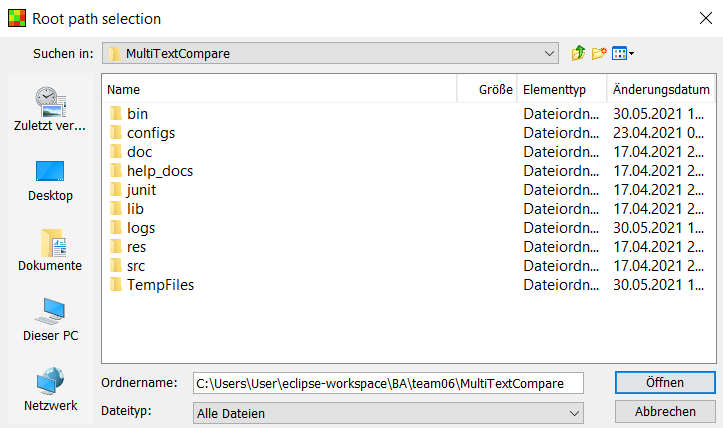 Root path selection
Suchen in: MultiTextCompare
Name Größe Elementtyp Änderungsdatum
bin Dateiordn... 30.05.2021 1...
configs Dateiordn... 23.04.2021 0...
doc Dateiordn... 17.04.2021 2...
help_docs Dateiordn... 17.04.2021 2...
junit Dateiordn... 17.04.2021 2...
lib Dateiordn... 17.04.2021 2...
logs Dateiordn... 30.05.2021 1...
res Dateiordn... 17.04.2021 2...
src Dateiordn... 17.04.2021 2...
TempFiles Dateiordn... 30.05.2021 1...
Zuletzt ver...
Desktop
Dokumente
Dieser PC
Netzwerk
Ordnername: C:\Users\User\eclipse-workspace\BA\team06\MultiTextCompare Öffnen
Dateityp: Alle Dateien Abbrechen